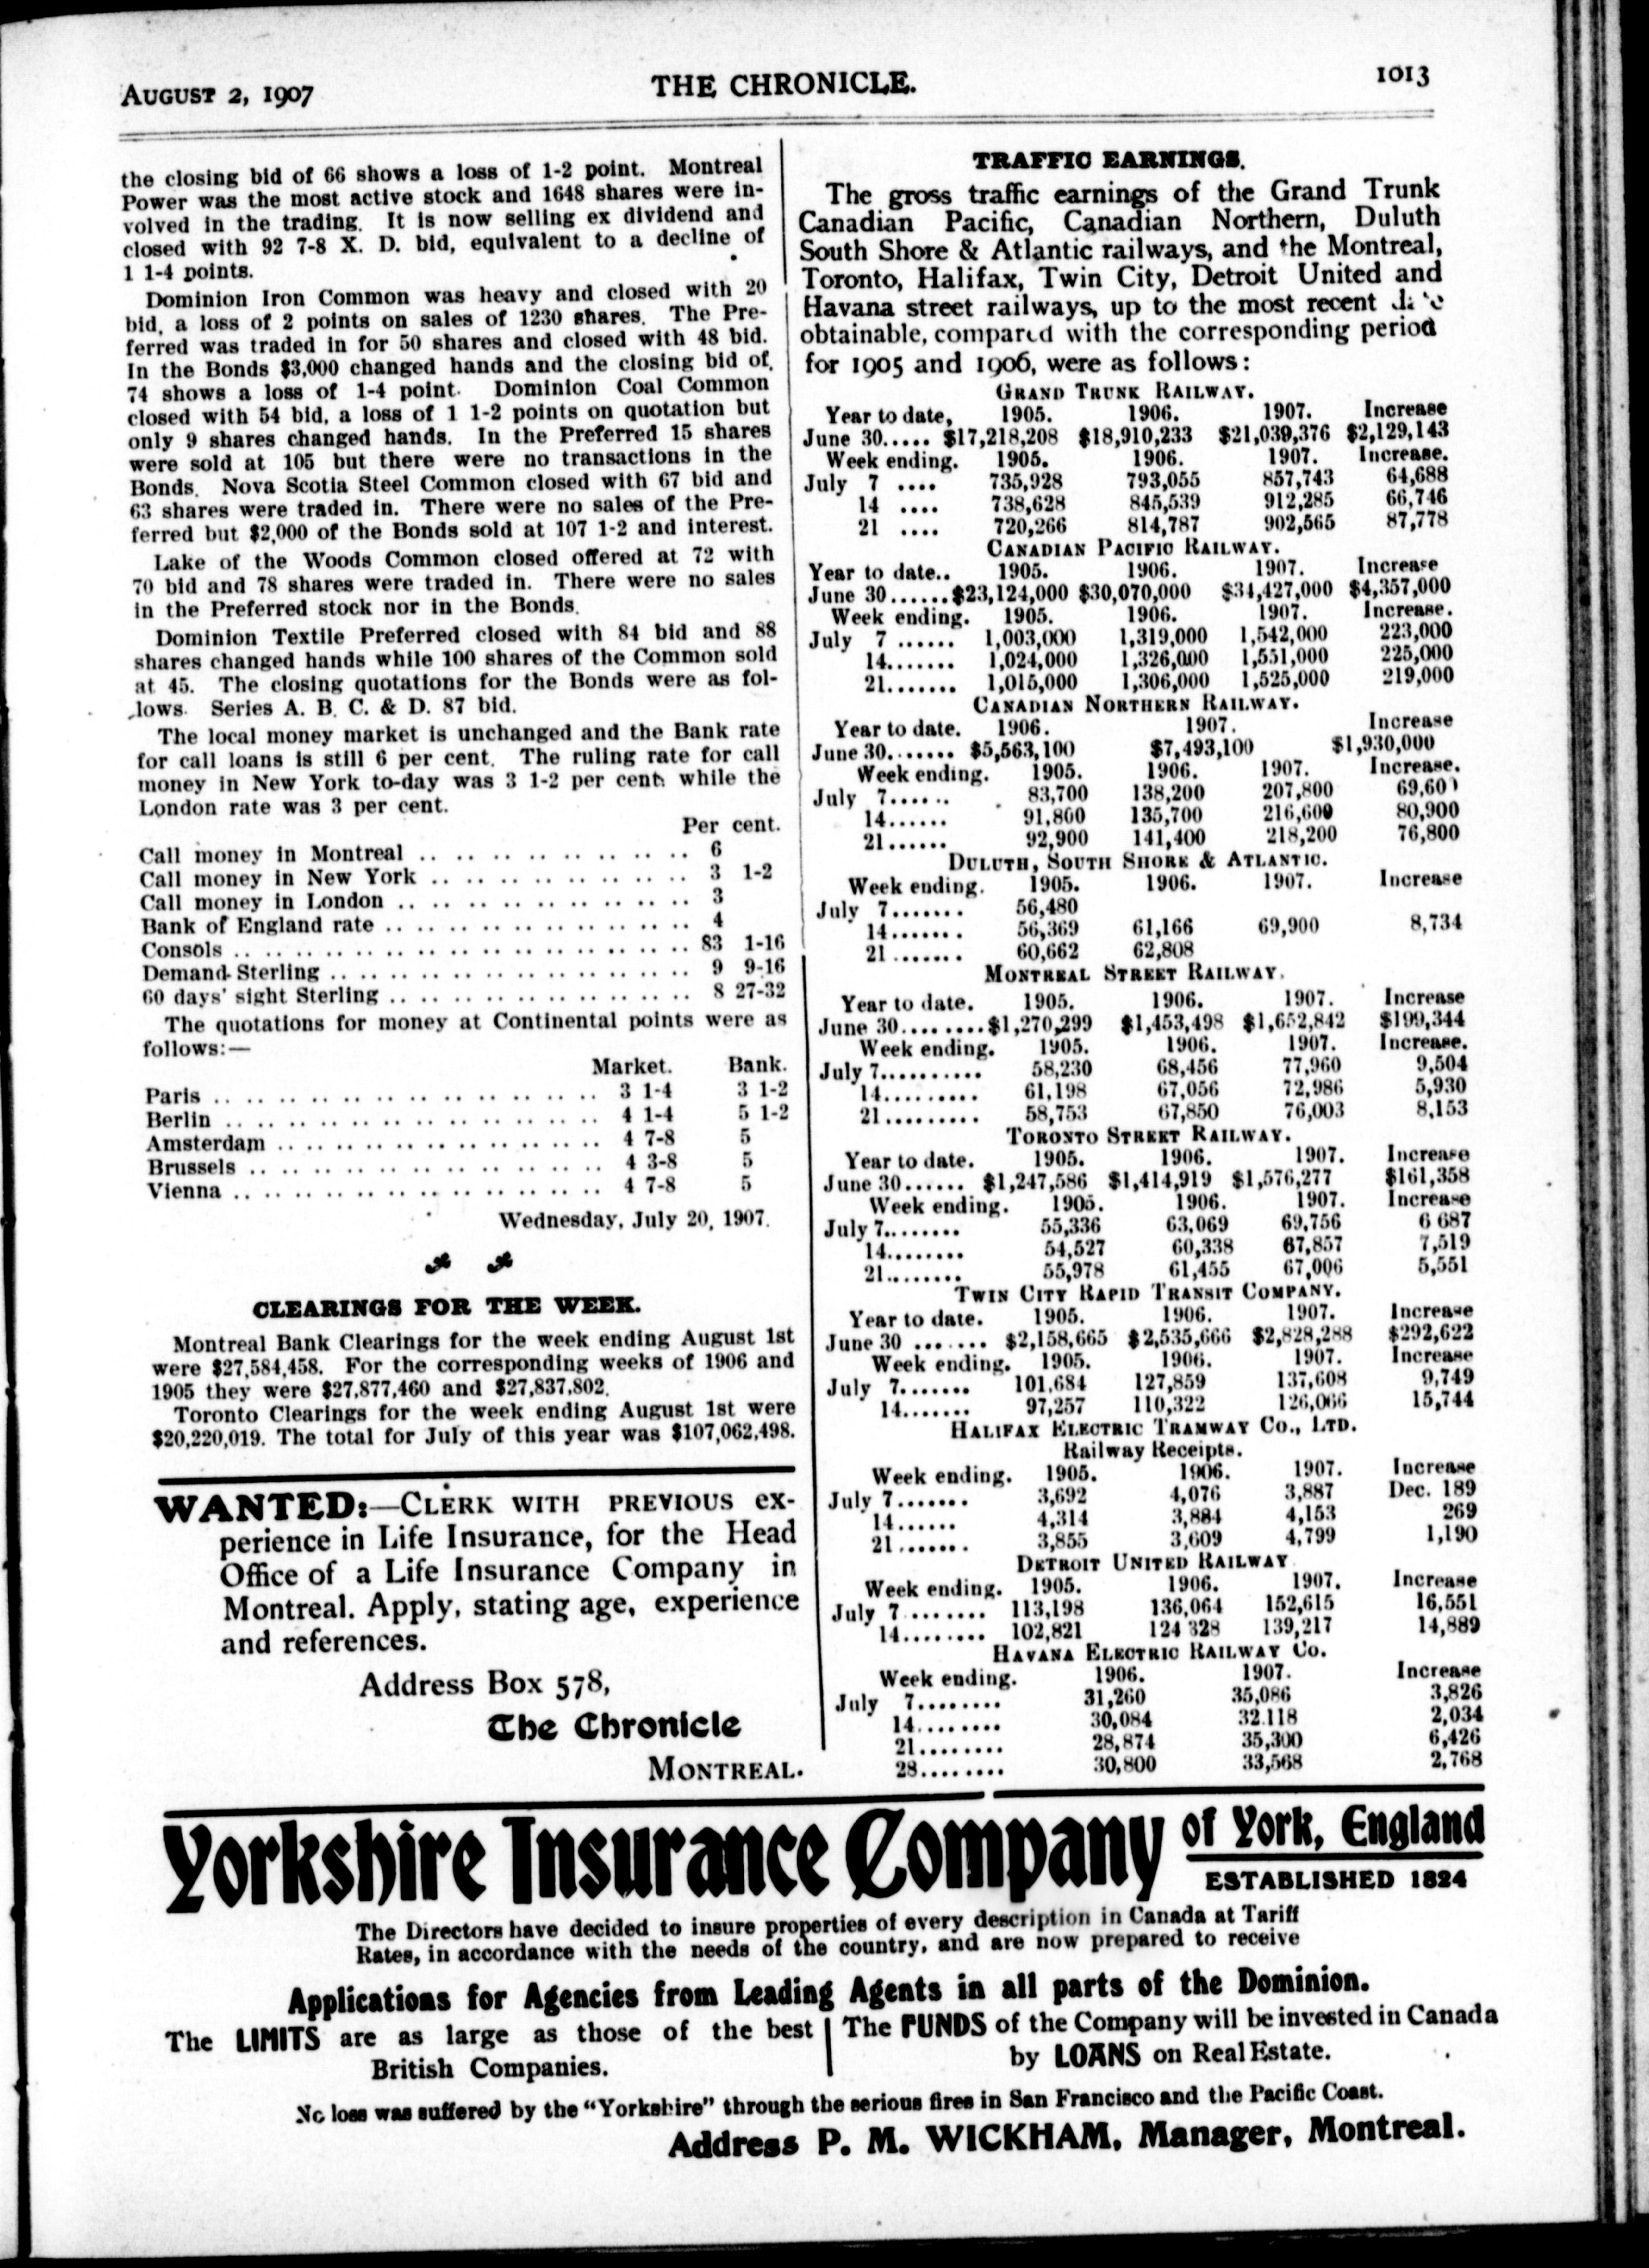 AUGUST 2, 1907
THE CHRONICLE.
1013
the closing bid of 66 shows a loss of 1-2 point. Montreal
Power was the most active stock and 1648 shares were in-
volved in the trading. It is now selling ex dividend and
closed with 92 7-8 X. D. bid, equivalent to a decline of
1 1-4 points.
Dominion Iron Common was heavy and closed with 20
bid, a loss of 2 points on sales of 1230 shares. The Pre-
ferred was traded in for 50 shares and closed with 48 bid.
In the Bonds $3,000 changed hands and the closing bid of
74 shows a loss of 1-4 point. Dominion Coal Common
closed with 54 bid, a loss of 1 1-2 points on quotation but
only 9 shares changed hands. In the Preferred 15 shares
were sold at 105 but there were no transactions in the
Bonds. Nova Scotia Steel Common closed with 67 bid and
63 shares were traded in. There were no sales of the Pre-
ferred but $2,000 of the Bonds sold at 107 1-2 and interest.
Lake of the Woods Common closed offered at 72 with
70 bid and 78 shares were traded in. There were no sales
in the Preferred stock nor in the Bonds.
Dominion Textile Preferred closed with 84 bid and 88
shares changed hands while 100 shares of the Common sold
at 45. The closing quotations for the Bonds were as fol-
lows. Series A. B. C. & D. 87 bid.
The local money market is unchanged and the Bank rate
for call loans is still 6 per cent. The ruling rate for call
money in New York to-day was 3 1-2 per cent. while the
London rate was 3 per cent.
Per cent.
Call money in Montreal .. .. .. .. .. .. .. .. .. .. 6
Call money in New York .. .. .. .. .. .. .. .. .. .. 3 1-2
Call money in London .. .. .. .. .. .. .. .. .. .. .. 3
Bank of England rate .. .. .. .. .. .. .. .. .. .. .. 4
Consols .. .. .. .. .. .. .. .. .. .. .. .. .. .. .. .. 83 1-16
Demand Sterling .. .. .. .. .. .. .. .. .. .. .. .. .. 9 9-16
60 days' sight Sterling .. .. .. .. .. .. .. .. .. .. 8 27-32
The quotations for money at Continental points were as
follows:—
Market. Bank.
Paris .. .. .. .. .. .. .. .. .. .. .. .. .. .. 3 1-4 3 1-2
Berlin .. .. .. .. .. .. .. .. .. .. .. .. .. .. 4 1-4 5 1-2
Amsterdam .. .. .. .. .. .. .. .. .. .. .. .. 4 7-8 5
Brussels .. .. .. .. .. .. .. .. .. .. .. .. .. 4 3-8 5
Vienna .. .. .. .. .. .. .. .. .. .. .. .. .. .. 4 7-8 5
Wednesday, July 20, 1907.
CLEARINGS FOR THE WEEK.
Montreal Bank Clearings for the week ending August 1st
were $27,584,458. For the corresponding weeks of 1906 and
1905 they were $27,877,460 and $27,837,802.
Toronto Clearings for the week ending August 1st were
$20,220,019. The total for July of this year was $107,062,498.
WANTED:—CLERK WITH PREVIOUS ex-
perience in Life Insurance, for the Head
Office of a Life Insurance Company in
Montreal. Apply, stating age, experience
and references.
Address Box 578,
The Chronicle
MONTREAL.
TRAFFIC EARNINGS.
The gross traffic earnings of the Grand Trunk
Canadian Pacific, Canadian Northern, Duluth
South Shore & Atlantic railways, and the Montreal,
Toronto, Halifax, Twin City, Detroit United and
Havana street railways, up to the most recent
obtainable, compared with the corresponding period
for 1905 and 1906, were as follows:
GRAND TRUNK RAILWAY.
Year to date, 1905. 1906. 1907. Increase
June 30..... $17,218,208 $18,910,233 $21,039,376 $2,129,143
Week ending. 1905. 1906. 1907. Increase.
July 7 .... 735,928 793,055 857,743 64,688
14 .... 738,628 845,539 912,285 66,746
21 .... 720,266 814,787 902,565 87,778
CANADIAN PACIFIC RAILWAY.
Year to date.. 1905. 1906. 1907. Increase
June 30......$23,124,000 $30,070,000 $34,427,000 $4,357,000
Week ending. 1905. 1906. 1907. Increase.
July 7 ...... 1,003,000 1,319,000 1,542,000 223,000
14....... 1,024,000 1,326,000 1,551,000 225,000
21....... 1,015,000 1,306,000 1,525,000 219,000
CANADIAN NORTHERN RAILWAY.
Year to date. 1906. 1907. Increase
June 30....... $5,563,100 $7,493,100 $1,930,000
Week ending. 1905. 1906. 1907. Increase.
July 7...... 83,700 138,200 207,800 69,60
14...... 91,800 135,700 216,600 80,900
21...... 92,900 141,400 218,200 76,800
DULUTH, SOUTH SHORE & ATLANTIC.
Week ending. 1905. 1906. 1907. Increase
July 7....... 56,480
14....... 56,369 61,166 69,900 8,734
21....... 60,662 62,808
MONTREAL STREET RAILWAY.
Year to date. 1905. 1906. 1907. Increase
June 30........$1,270,299 $1,453,498 $1,652,842 $199,344
Week ending. 1905. 1906. 1907. Increase.
July 7.......... 58,230 68,456 77,960 9,504
14......... 61,198 67,056 72,986 5,930
21......... 58,753 67,850 76,003 8,153
TORONTO STREET RAILWAY.
Year to date. 1905. 1906. 1907. Increase
June 30...... $1,247,586 $1,414,919 $1,576,277 $161,358
Week ending. 1905. 1906. 1907. Increase
July 7........ 55,336 63,069 69,756 6 687
14........ 54,527 60,338 67,857 7,519
21........ 55,978 61,455 67,006 5,551
TWIN CITY RAPID TRANSIT COMPANY.
Year to date. 1905. 1906. 1907. Increase
June 30 ....... $2,158,665 $2,535,666 $2,828,288 $292,622
Week ending. 1905. 1906. 1907. Increase
July 7....... 101,684 127,859 137,608 9,749
14....... 97,257 110,322 126,066 15,744
HALIFAX ELECTRIC TRAMWAY CO., LTD.
Railway Receipts.
Week ending. 1905. 1906. 1907. Increase
July 7....... 3,692 4,076 3,887 Dec. 189
14...... 4,314 3,884 4,153 269
21....... 3,855 3,609 4,799 1,190
DETROIT UNITED RAILWAY
Week ending. 1905. 1906. 1907. Increase
July 7 ........ 113,198 136,064 152,615 16,551
14........ 102,821 124 328 139,217 14,889
HAVANA ELECTRIC RAILWAY CO.
Week ending. 1906. 1907. Increase
July 7........ 31,260 35,086 3,826
14........ 30,084 32.118 2,034
21........ 28,874 35,300 6,426
28........ 30,800 33,568 2,768
Yorkshire Insurance Company of York, England
ESTABLISHED 1824
The Directors have decided to insure properties of every description in Canada at Tariff
Rates, in accordance with the needs of the country, and are now prepared to receive
Applications for Agencies from Leading Agents in all parts of the Dominion.
The LIMITS are as large as those of the best
British Companies.
The FUNDS of the Company will be invested in Canada
by LOANS on Real Estate.
No loss was suffered by the "Yorkshire" through the serious fires in San Francisco and the Pacific Coast.
Address P. M. WICKHAM, Manager, Montreal.